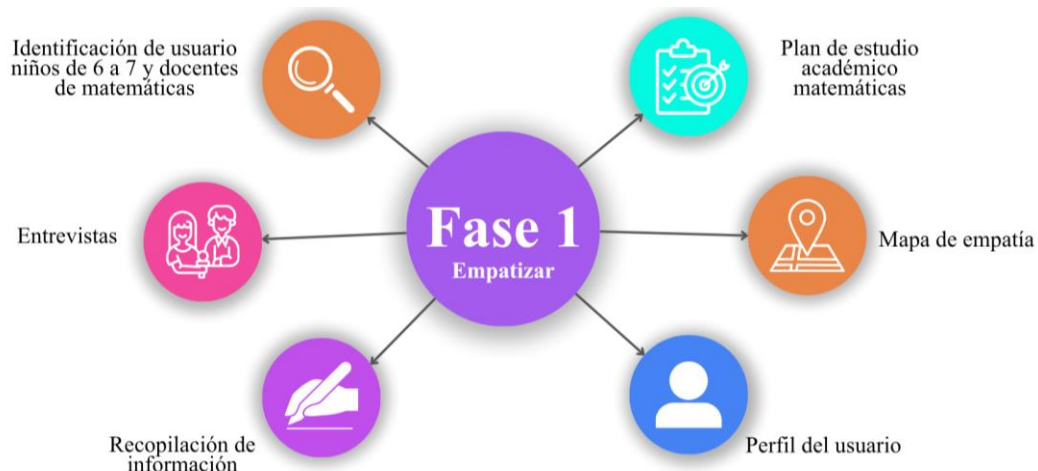 Identificación de usuario
niños de 6 a 7 y docentes
de matemáticas
Plan de estudio
académico
matemáticas
Entrevistas
Fase 1
Empatizar
Mapa de empatía
Recopilación de
información
Perfil del usuario